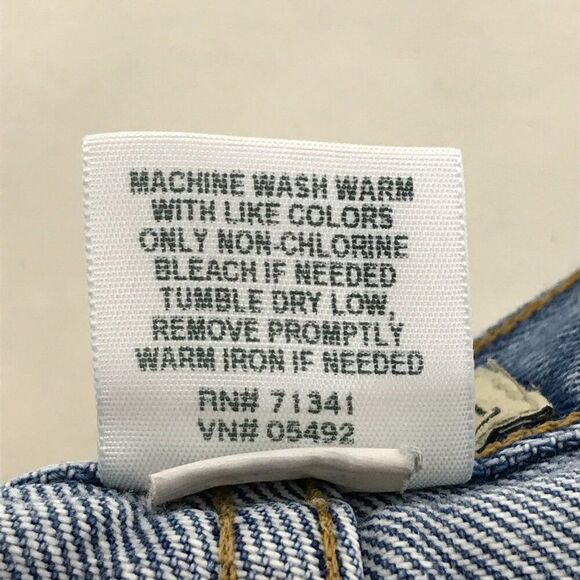 MACHINE WASH WARM
WITH LIKE COLORS
ONLY NON-CHLORINE
BLEACH IF NEEDED
TUMBLE DRY LOW,
REMOVE PROMPTLY
WARM IRON IF NEEDED
RN# 71341
VN# 05492